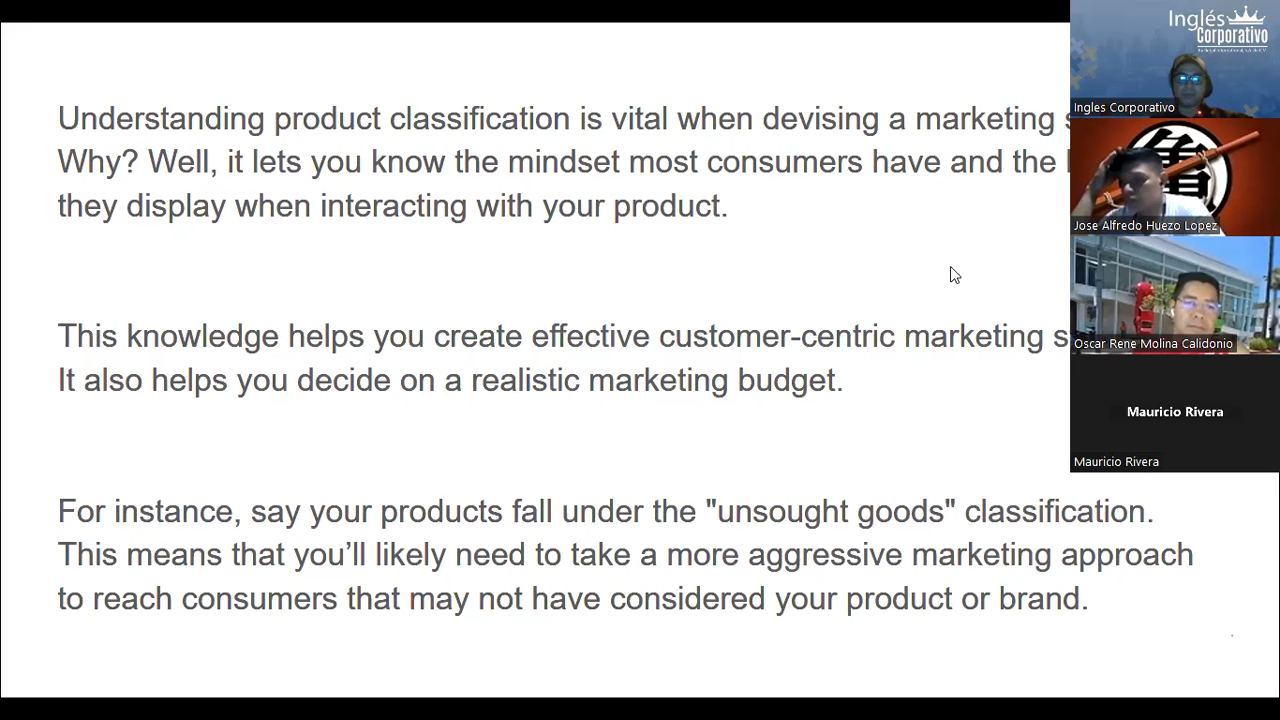 Understanding product classification is vital when devising a marketing
Why? Well, it lets you know the mindset most consumers have and the
they display when interacting with your product.
This knowledge helps you create effective customer-centric marketing
It also helps you decide on a realistic marketing budget.
For instance, say your products fall under the "unsought goods" classification.
This means that you’ll likely need to take a more aggressive marketing approach
to reach consumers that may not have considered your product or brand.
Inglés
Corporativo
Ingles Corporativo
亀
Jose Alfredo Huezo Lopez
Oscar Rene Molina Calidonio
Mauricio Rivera
Mauricio Rivera